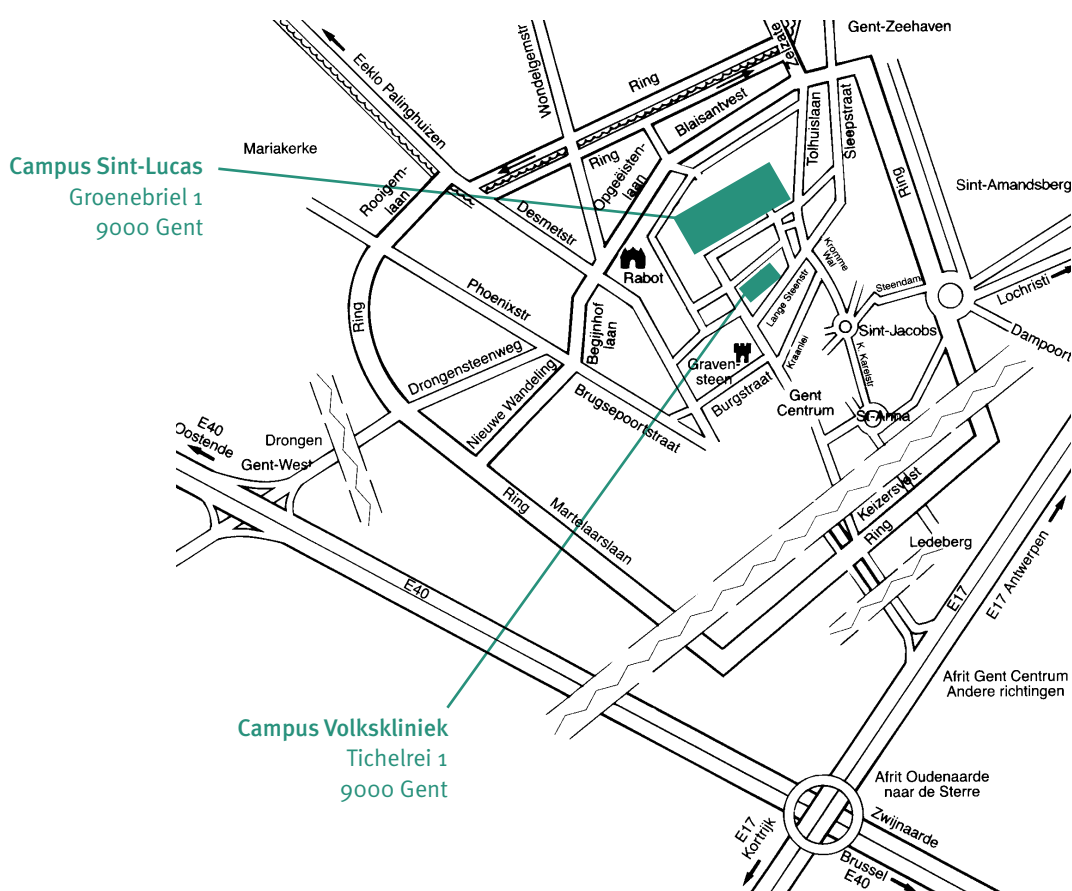 Gent-Zeehaven
Zelzate
Wondelgemstr
Ring
Eeklo Palinghuizen
Blaisantvest
Tolhuislaan
Sleepstraat
Mariakerke
Campus Sint-Lucas
Groenebriel 1
9000 Gent
Rooigem-
laan
Ring
Opgeëisten-
laan
Ring
Sint-Amandsberg
Desmetstr
Rabot
Kromme
Wal
Steendam
Lochristi
Phoenixstr
Lange Steenstr
Ring
Begijnhof
laan
Sint-Jacobs
Dampoort
Kraanlei
K. Karelstr
Drongensteenweg
Graven-
steen
Burgstraat
Nieuwe Wandeling
Brugsepoortstraat
Gent
Centrum
St-Anna
E40
Oostende
Drongen
Gent-West
Ring
Martelaarslaan
Keizersvest
Ring
Ledeberg
E40
E17
E17 Antwerpen
Afrit Gent Centrum
Andere richtingen
Campus Volkskliniek
Tichelrei 1
9000 Gent
Afrit Oudenaarde
naar de Sterre
E17
Kortrijk
Zwijnaarde
Brussel
E40